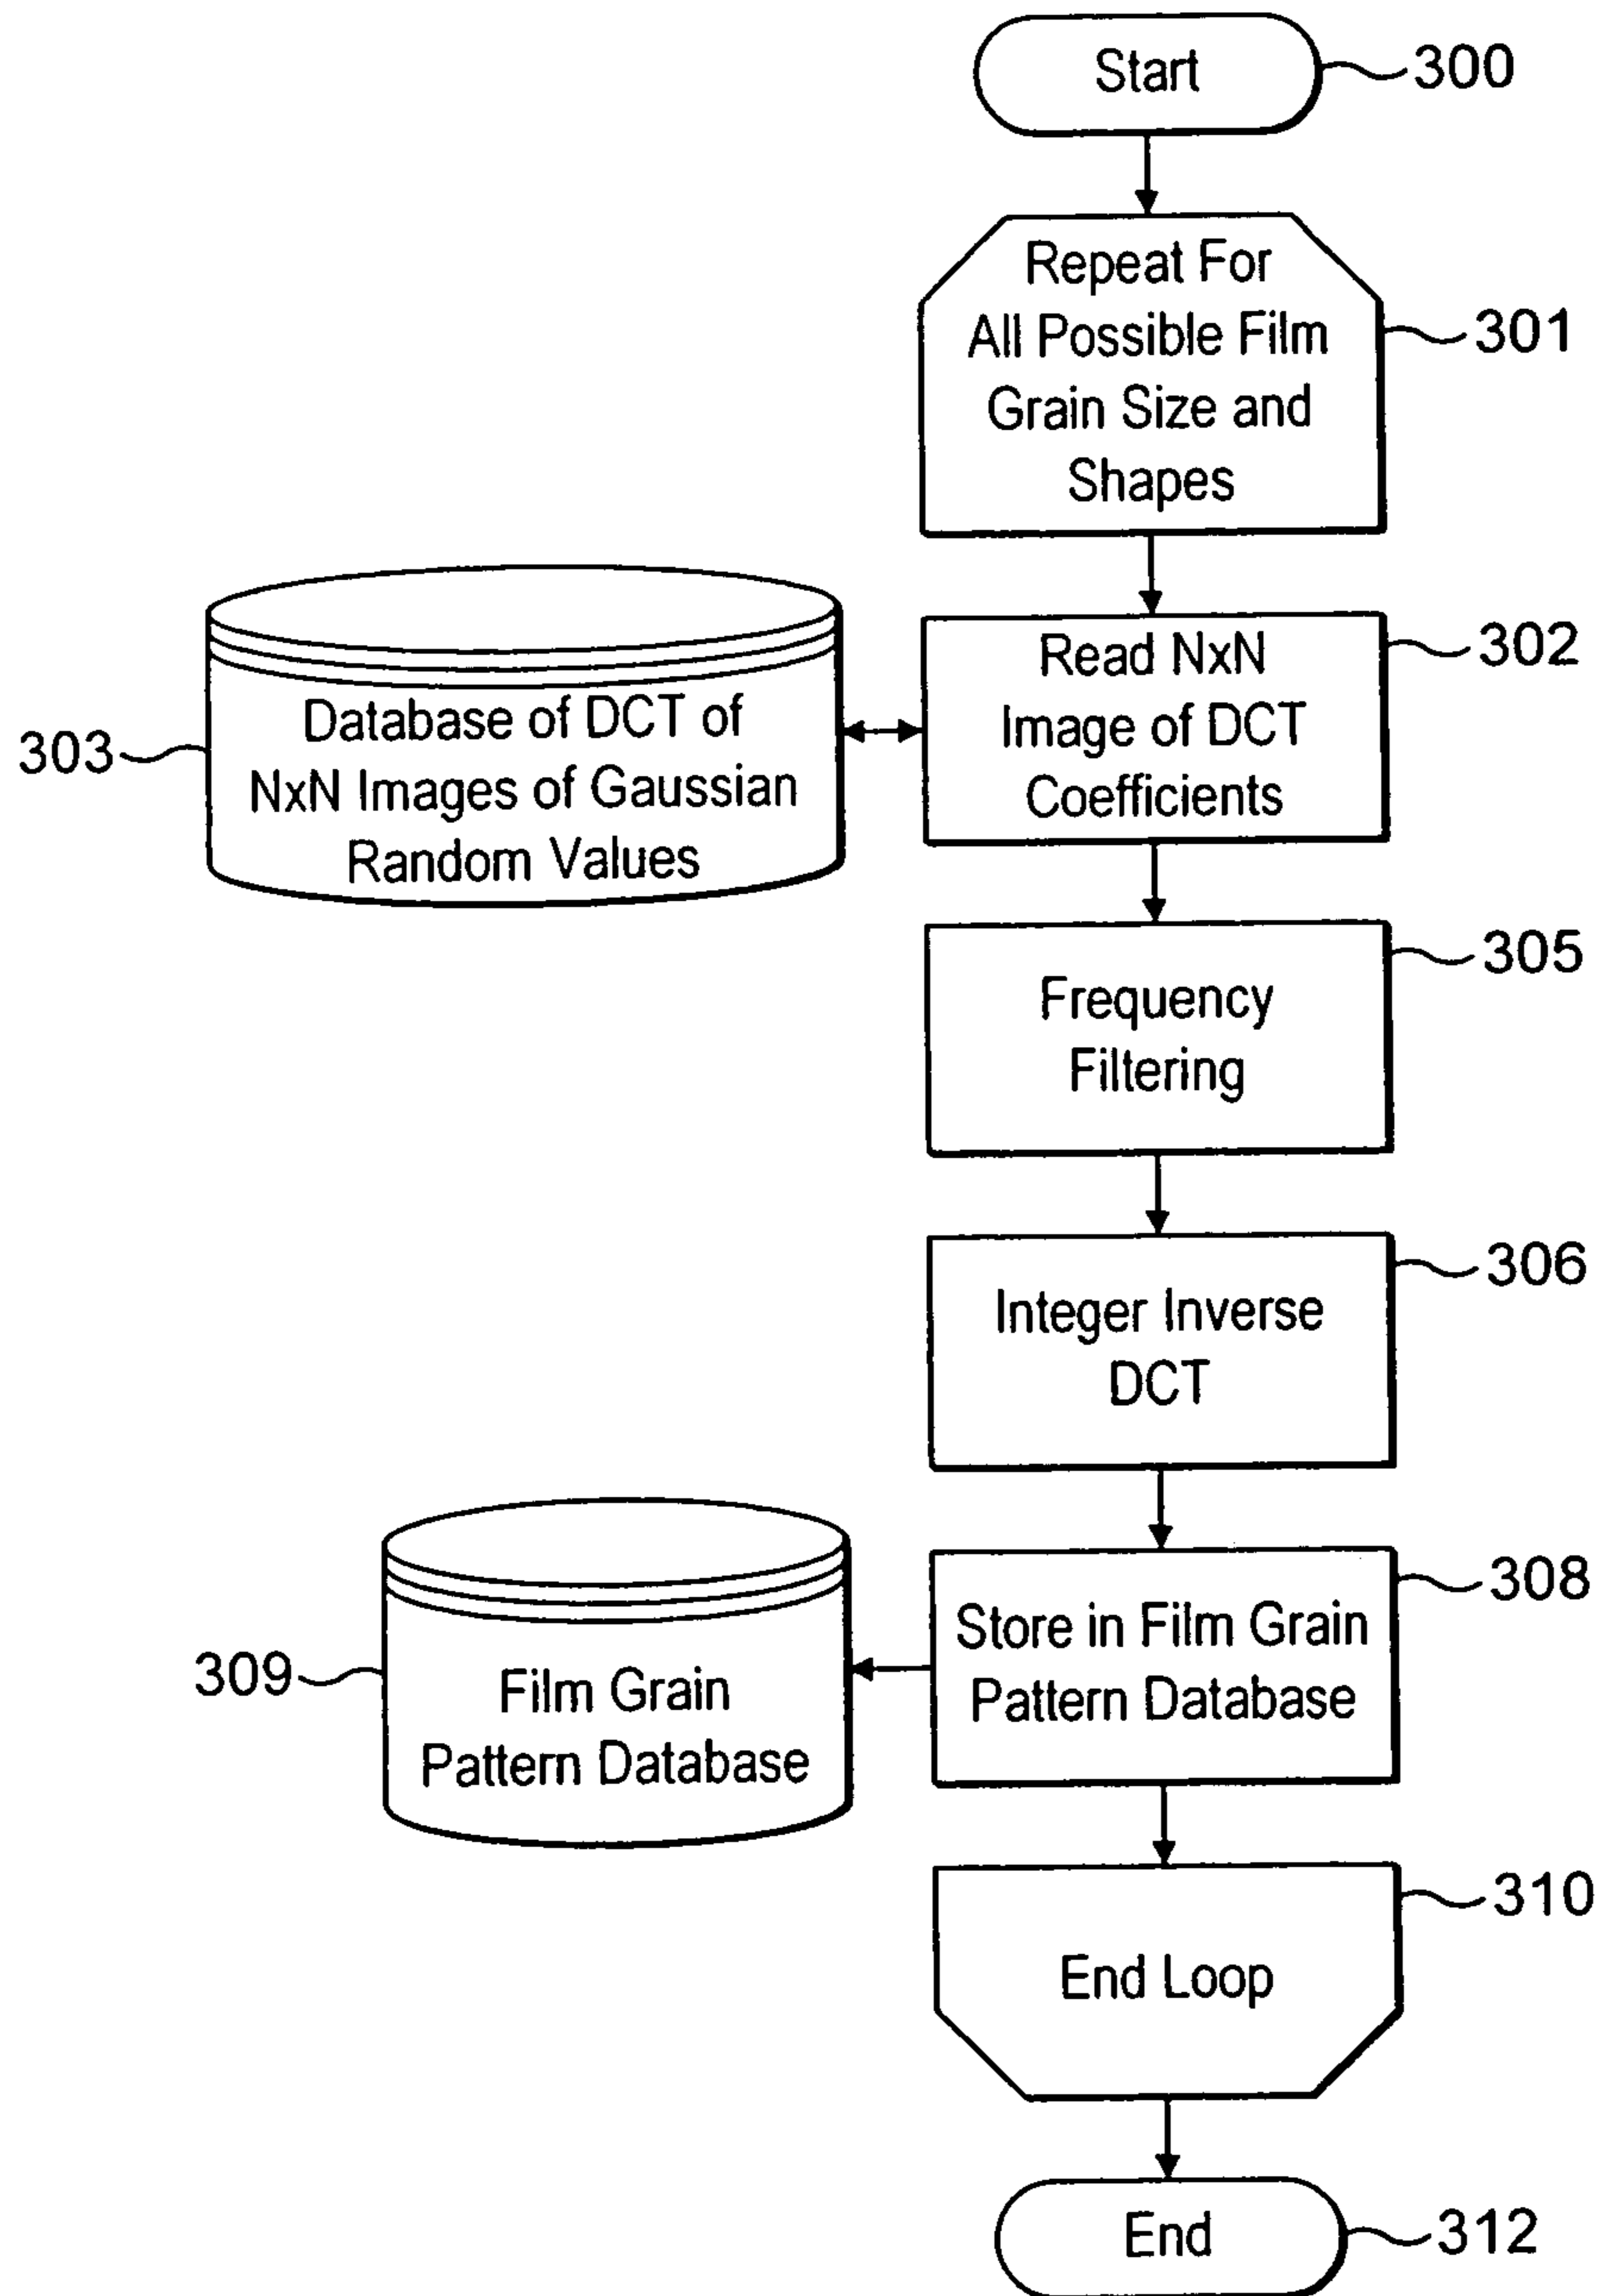 Start
300
Repeat For
All Possible Film
Grain Size and
Shapes
301
Read NxN
Image of DCT
Coefficients
302
Database of DCT of
NxN Images of Gaussian
Random Values
303
Frequency
Filtering
305
Integer Inverse
DCT
306
Store in Film Grain
Pattern Database
308
Film Grain
Pattern Database
309
End Loop
310
End
312